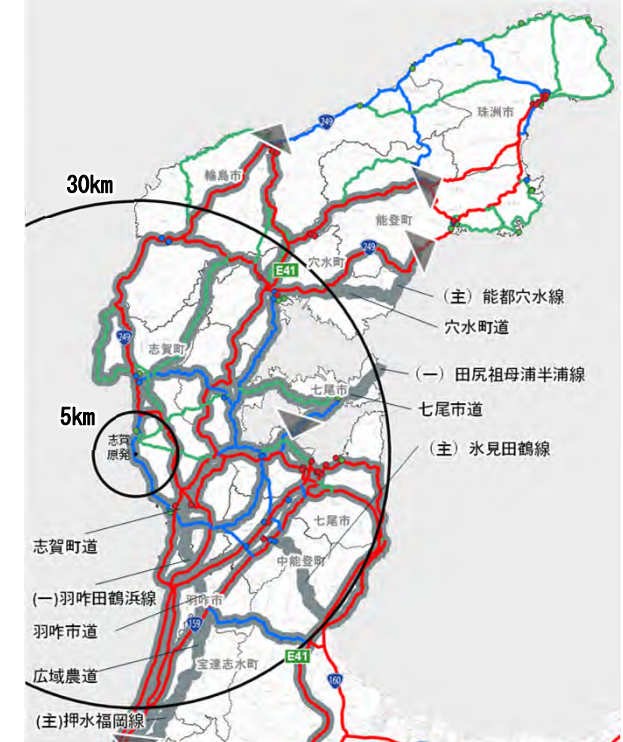 珠洲市
249
輪島市
30km
能登町
穴水町
249
E41
(主) 能都穴水線
穴水町道
249
志賀町
(一) 田尻祖母浦半浦線
七尾市
七尾市道
5km
志賀
原発
(主) 氷見田鶴線
七尾市
志賀町道
中能登町
(一)羽咋田鶴浜線
羽咋市
羽咋市道
159
E41
宝達志水町
広域農道
160
(主)押水福岡線